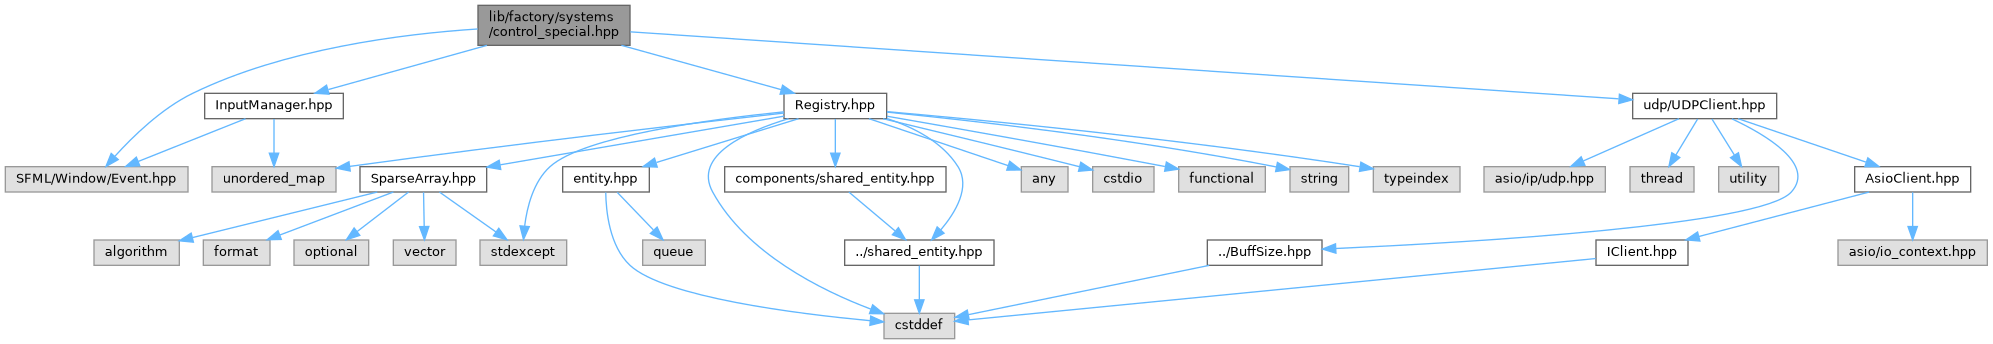 lib/factory/systems
/control_special.hpp
InputManager.hpp
Registry.hpp
udp/UDPClient.hpp
SFML/Window/Event.hpp
unordered_map
SparseArray.hpp
entity.hpp
components/shared_entity.hpp
any
cstdio
functional
string
typeindex
asio/ip/udp.hpp
thread
utility
AsioClient.hpp
algorithm
format
optional
vector
stdexcept
queue
../shared_entity.hpp
../BuffSize.hpp
IClient.hpp
asio/io_context.hpp
cstddef